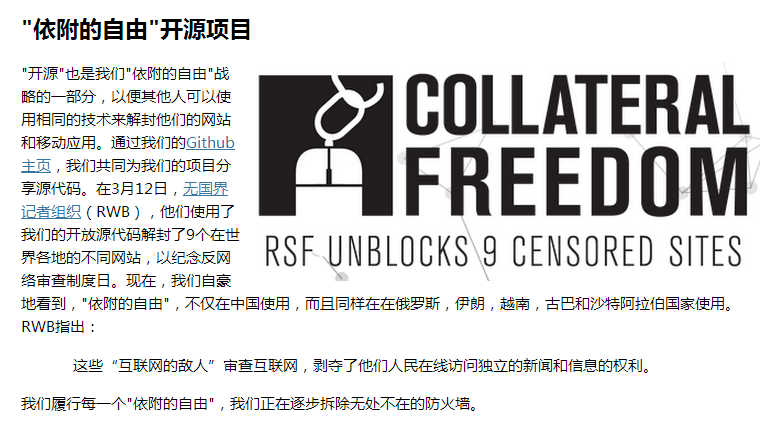 "依附的自由"开源项目
"开源"也是我们"依附的自由"战
略的一部分，以便其他人可以使
用相同的技术来解封他们的网站
和移动应用。通过我们的Github
主页，我们共同为我们的项目分
享源代码。在3月12日，无国界
记者组织（RWB），他们使用了
我们的开放源代码解封了9个在世
界各地的不同网站，以纪念反网
络审查制度日。现在，我们自豪
地看到，"依附的自由"，不仅在中国使用，而且同样在在俄罗斯，伊朗，越南，古巴和沙特阿拉伯国家使用。
RWB指出：
COLLATERAL
FREEDOM
RSF UNBLOCKS 9 CENSORED SITES
这些“互联网的敌人”审查互联网，剥夺了他们人民在线访问独立的新闻和信息的权利。
我们履行每一个"依附的自由"，我们正在逐步拆除无处不在的防火墙。